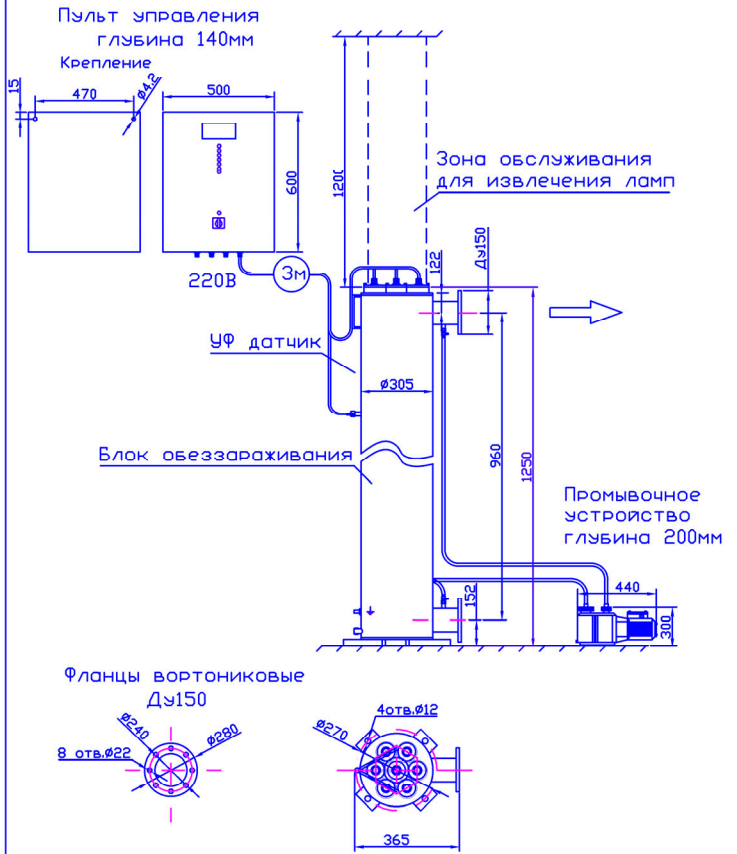 Пульт управления
глубина 140мм
Крепление
15
470
Ø4,2
500
600
220В
3м
1200
Зона обслуживания
для извлечения ламп
122
Ду150
УФ датчик
Ø305
Блок обеззараживания
960
1250
Промывочное
устройство
глубина 200мм
440
300
152
Фланцы вортониковые
Ду150
Ø240
Ø280
8 отв.Ø22
4отв.Ø12
Ø270
365